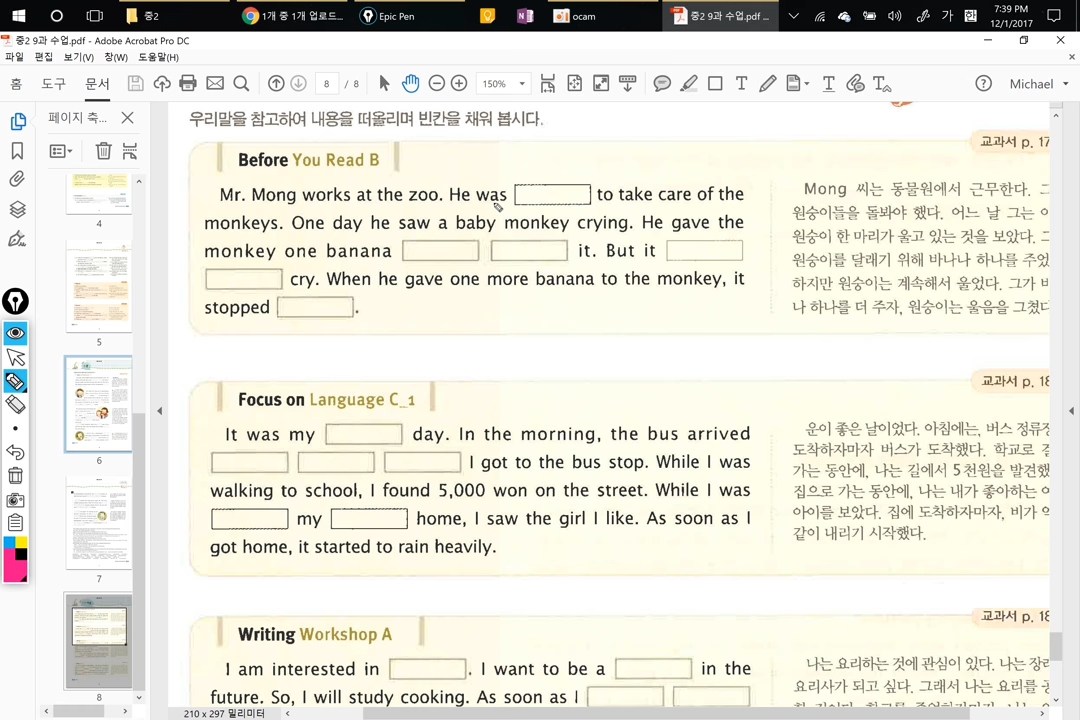 중2
1개 중 1개 업로드...
Epic Pen
ocam
중2 9과 수업.pdf ...
가
한
7:39 PM
12/1/2017
중2 9과 수업.pdf - Adobe Acrobat Pro DC
파일 편집 보기(V) 창(W) 도움말(H)
홈 도구 문서
8 / 8
150%
Michael
페이지 축...
4
5
6
7
8
우리말을 참고하여 내용을 떠올리며 빈칸을 채워 봅시다.
교과서 p. 17
Before You Read B
Mr. Mong works at the zoo. He was to take care of the
monkeys. One day he saw a baby monkey crying. He gave the
monkey one banana it. But it
cry. When he gave one more banana to the monkey, it
stopped .
Mong 씨는 동물원에서 근무한다. 그
원숭이들을 돌봐야 했다. 어느 날 그는 아
원숭이 한 마리가 울고 있는 것을 보았다. 그
원숭이를 달래기 위해 바나나 하나를 주었
하지만 원숭이는 계속해서 울었다. 그가 바
나 하나를 더 주자, 원숭이는 울음을 그쳤다
교과서 p. 18
Focus on Language C_1
It was my day. In the morning, the bus arrived
I got to the bus stop. While I was
walking to school, I found 5,000 won on the street. While I was
my home, I saw the girl I like. As soon as I
got home, it started to rain heavily.
운이 좋은 날이었다. 아침에는, 버스 정류장
도착하자마자 버스가 도착했다. 학교로 걸
가는 동안에, 나는 길에서 5천원을 발견했
집으로 가는 동안에, 나는 내가 좋아하는 여
아이를 보았다. 집에 도착하자마자, 비가 억
같이 내리기 시작했다.
교과서 p. 18
Writing Workshop A
I am interested in . I want to be a in the
future. So, I will study cooking. As soon as I
나는 요리하는 것에 관심이 있다. 나는 장래
요리사가 되고 싶다. 그래서 나는 요리를 공
210 x 297 밀리미터